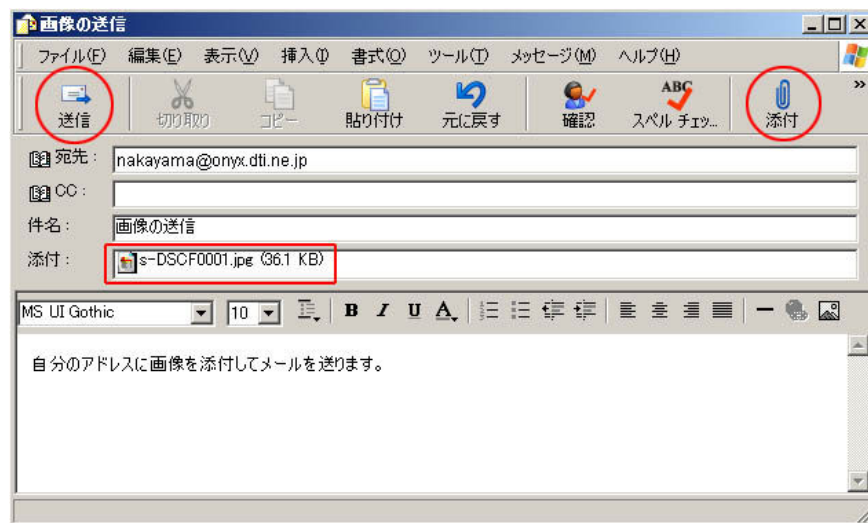 画像の送信
ファイル(F) 編集(E) 表示(V) 挿入(I) 書式(O) ツール(T) メッセージ(M) ヘルプ(H)
送信 切り取り コピー 貼り付け 元に戻す 確認 ABC スペル チェッ... 添付 »
宛先: nakayama@onyx.dti.ne.jp
CC:
件名: 画像の送信
添付: s-DSCF0001.jpg (36.1 KB)
MS UI Gothic 10 B I U A
自分のアドレスに画像を添付してメールを送ります。